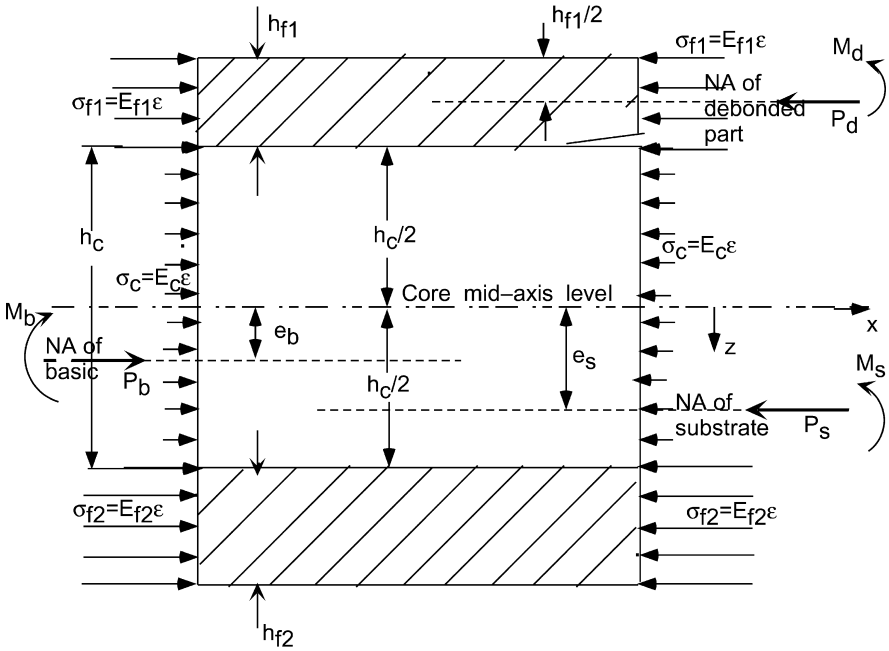 h_f1
h_f1/2
σ_f1=E_f1ε
M_d
σ_f1=E_f1ε
NA of
debonded
part
P_d
h_c
h_c/2
σ_c=E_cε
σ_c=E_cε
Core mid–axis level
M_b
e_b
e_s
x
z
NA of
basic
P_b
h_c/2
M_s
NA of
substrate
P_s
σ_f2=E_f2ε
σ_f2=E_f2ε
h_f2